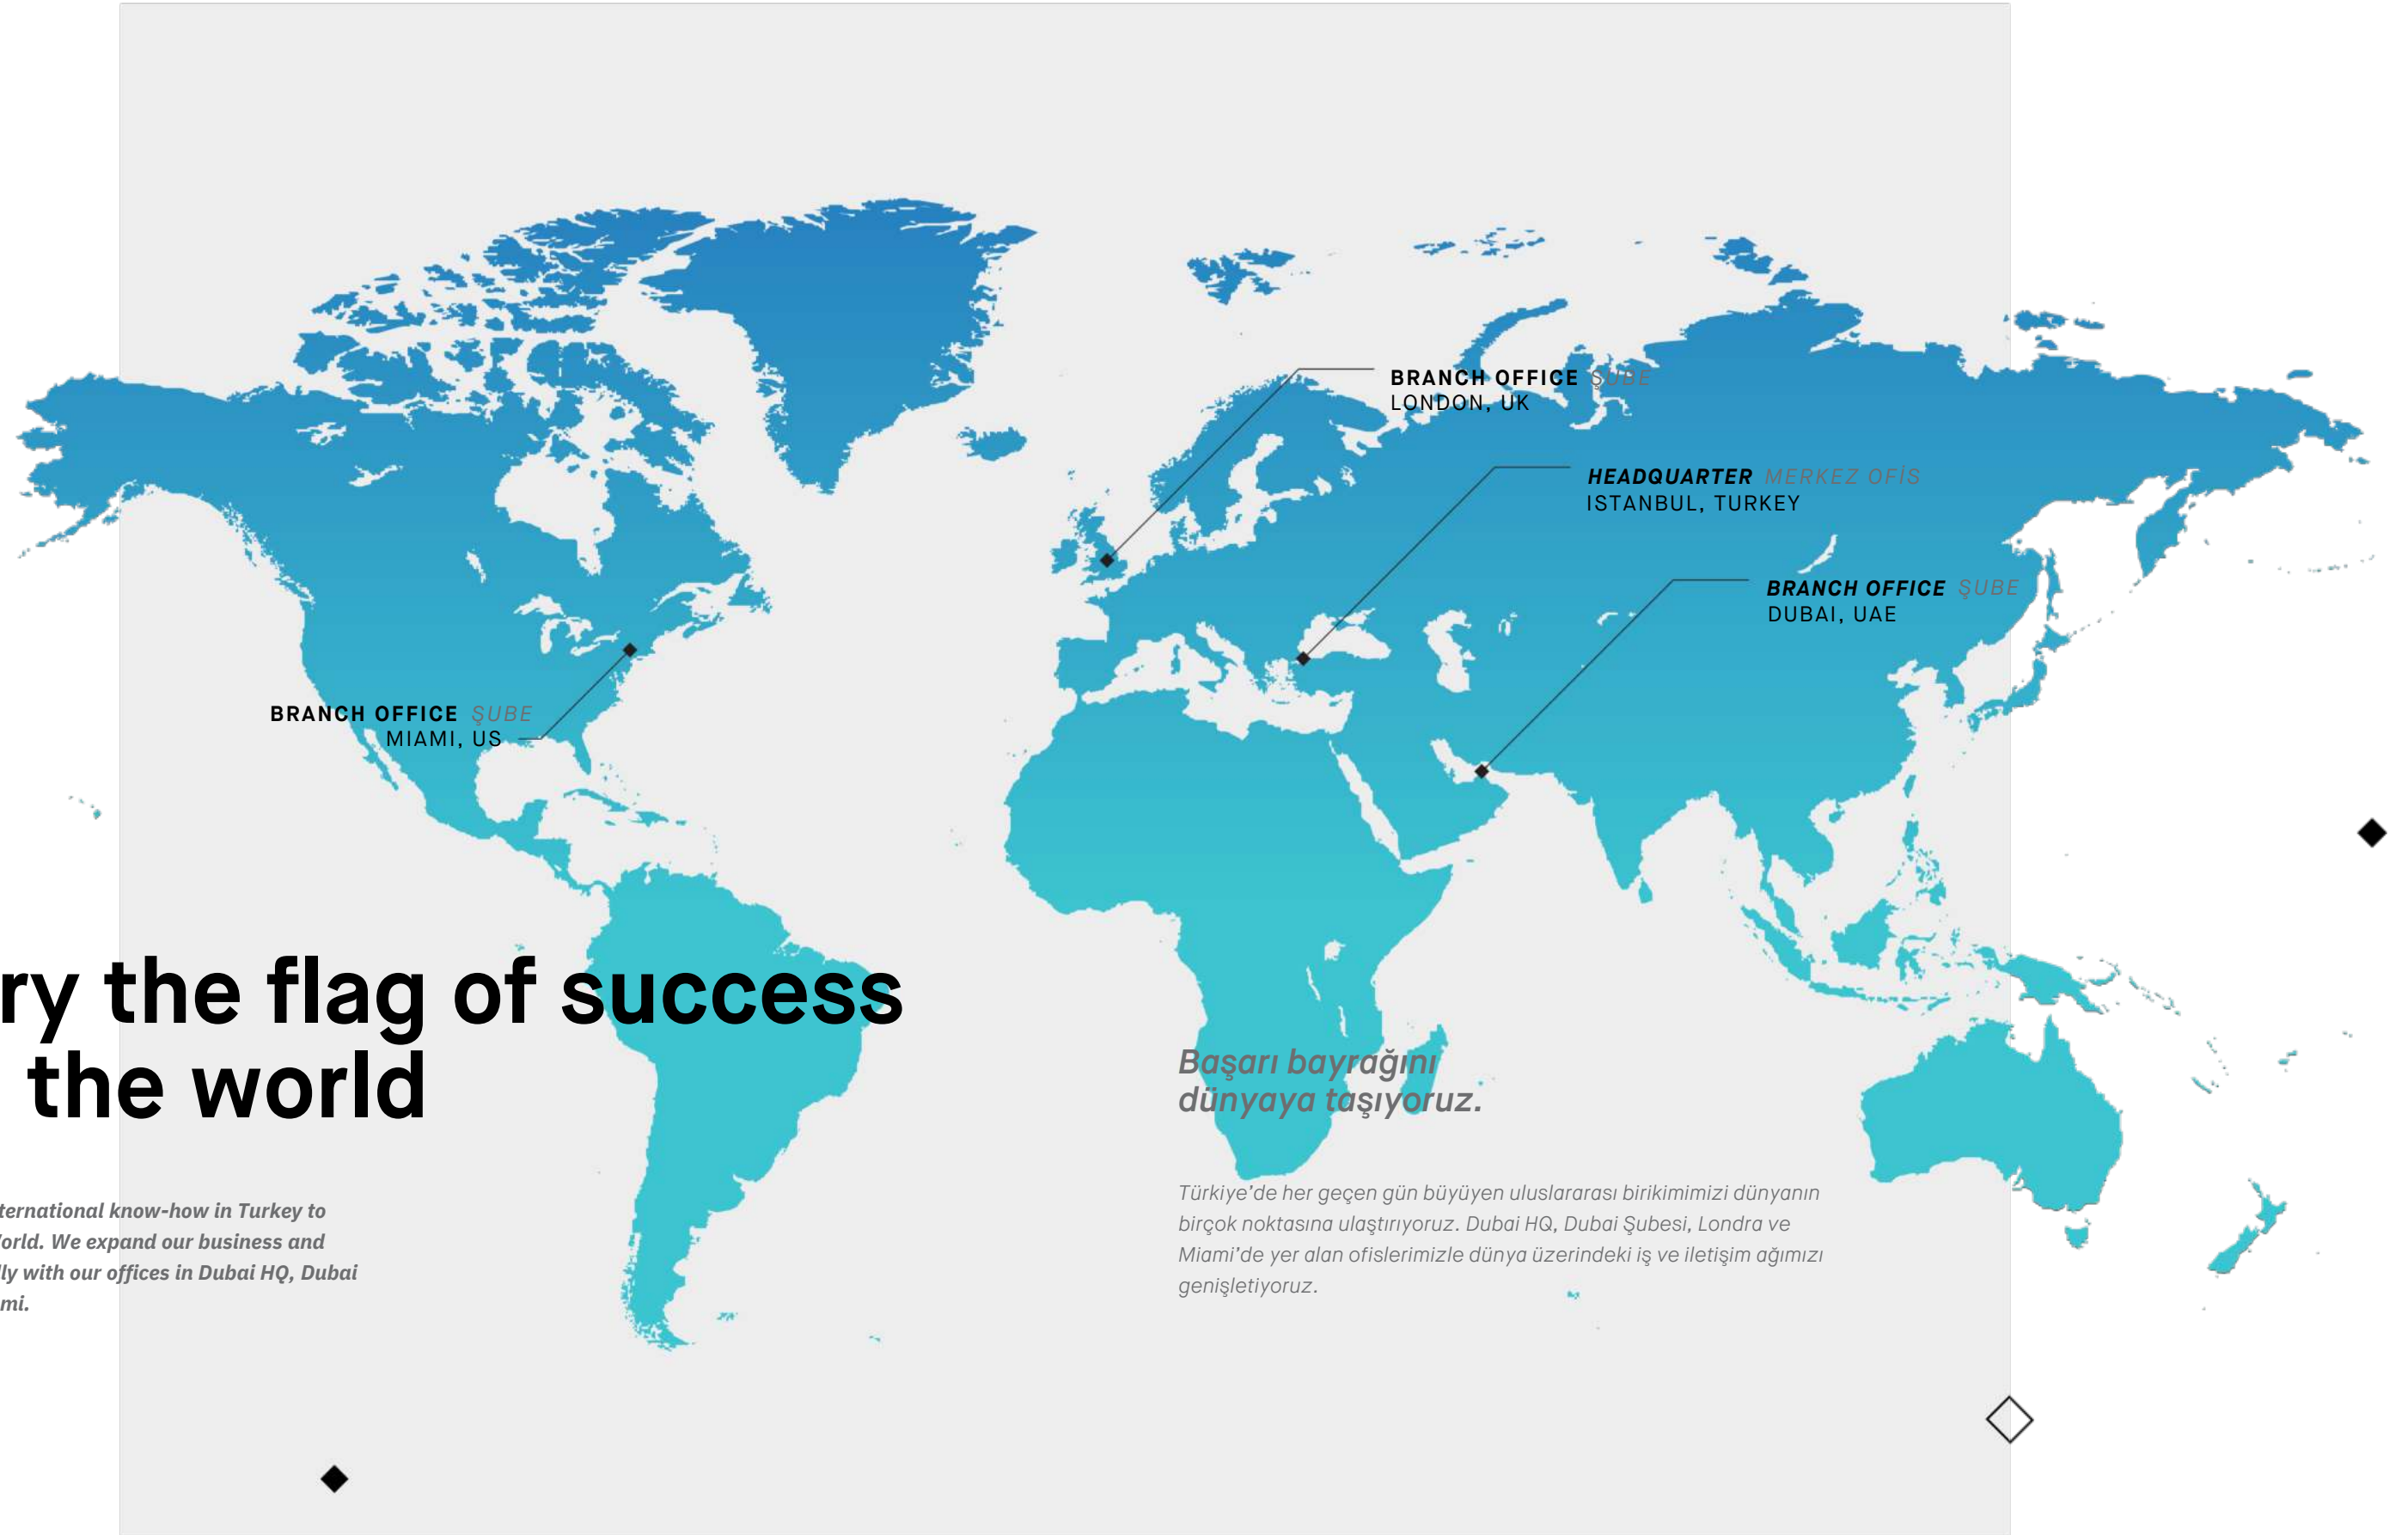 BRANCH OFFICE ŞUBE
LONDON, UK
HEADQUARTER MERKEZ OFİS
ISTANBUL, TURKEY
BRANCH OFFICE ŞUBE
DUBAI, UAE
BRANCH OFFICE ŞUBE
MIAMI, US
ry the flag of success
the world
Başarı bayrağını
dünyaya taşıyoruz.
ternational know-how in Turkey to
orld. We expand our business and
lly with our offices in Dubai HQ, Dubai
mi.
Türkiye'de her geçen gün büyüyen uluslararası birikimimizi dünyanın
birçok noktasına ulaştırıyoruz. Dubai HQ, Dubai Şubesi, Londra ve
Miami'de yer alan ofislerimizle dünya üzerindeki iş ve iletişim ağımızı
genişletiyoruz.